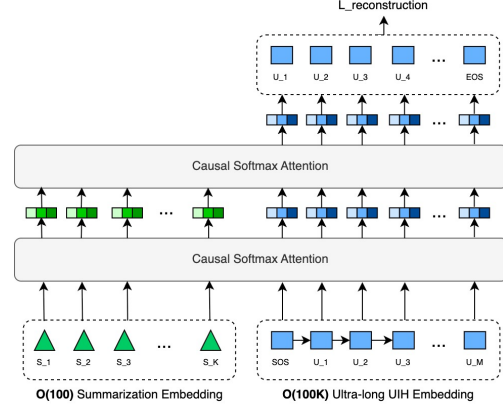 L_reconstruction
U_1 U_2 U_3 U_4 ... EOS
...
Causal Softmax Attention
... ...
Causal Softmax Attention
S_1 S_2 S_3 ... S_K
SOS U_1 U_2 U_3 ... U_M
O(100) Summarization Embedding
O(100K) Ultra-long UIH Embedding